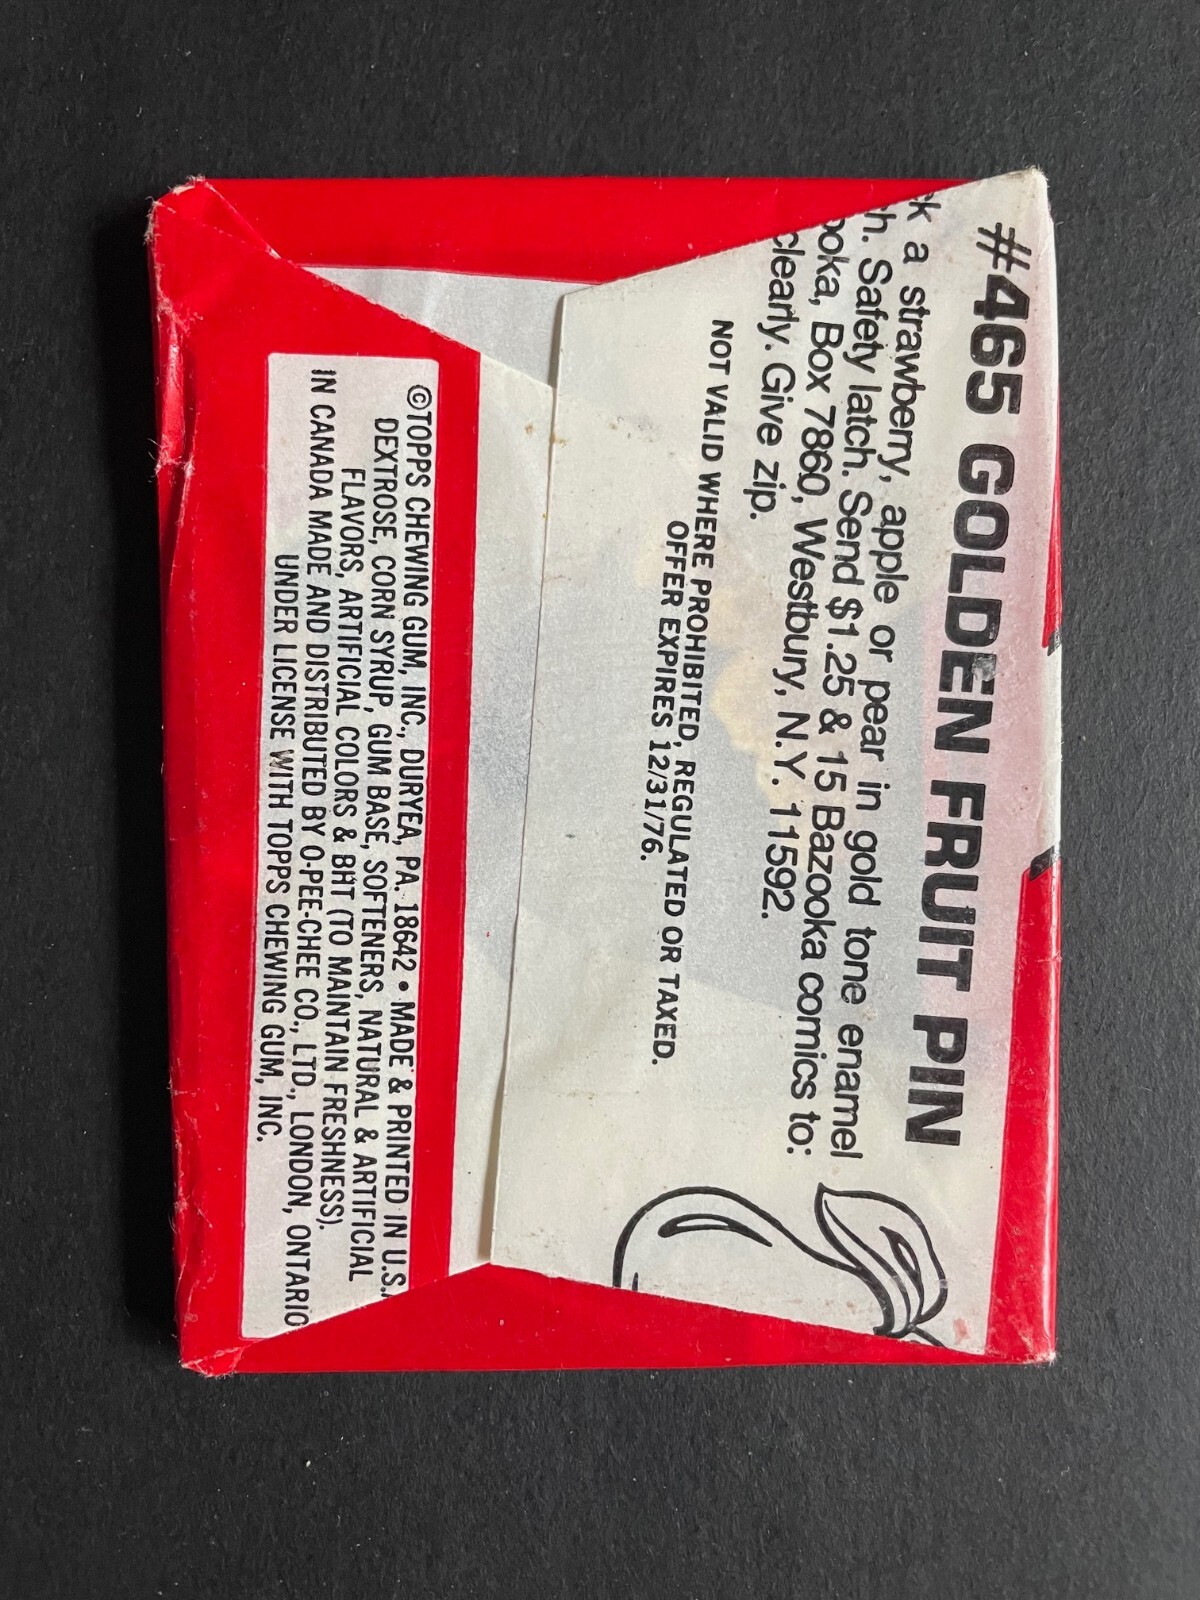 #465 GOLDEN FRUIT PIN
a strawberry, apple or pear in gold tone enamel
Safety latch. Send $1.25 & 15 Bazooka comics to:
Box 7860, Westbury, N.Y. 11592.
clearly. Give zip.
NOT VALID WHERE PROHIBITED, REGULATED OR TAXED.
OFFER EXPIRES 12/31/76.
©TOPPS CHEWING GUM, INC., DURYEA, PA. 18642 • MADE & PRINTED IN U.S.A
DEXTROSE, CORN SYRUP, GUM BASE, SOFTENERS, NATURAL & ARTIFICIAL
FLAVORS, ARTIFICIAL COLORS & BHT (TO MAINTAIN FRESHNESS).
IN CANADA MADE AND DISTRIBUTED BY O-PEE-CHEE CO., LTD., LONDON, ONTARIO
UNDER LICENSE WITH TOPPS CHEWING GUM, INC.